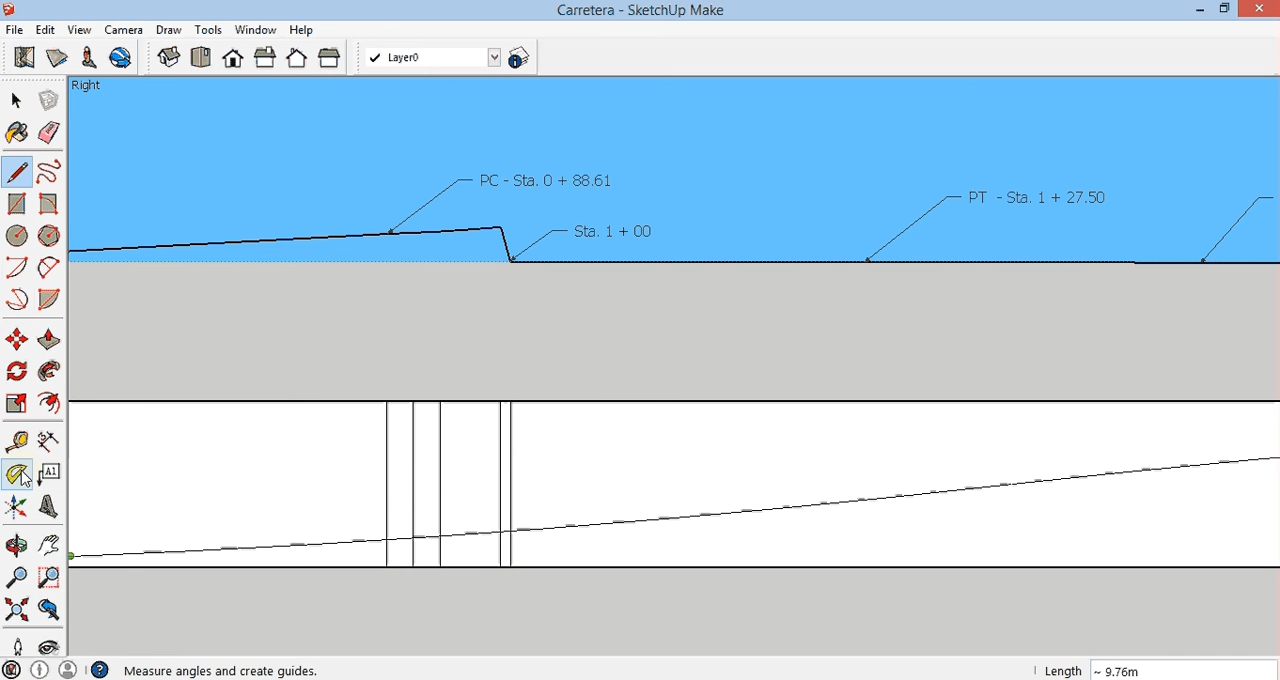 Carretera - SketchUp Make
File Edit View Camera Draw Tools Window Help
Layer0
Right
PC - Sta. 0 + 88.61
PT - Sta. 1 + 27.50
Sta. 1 + 00
A1
Measure angles and create guides.
Length ~ 9.76m